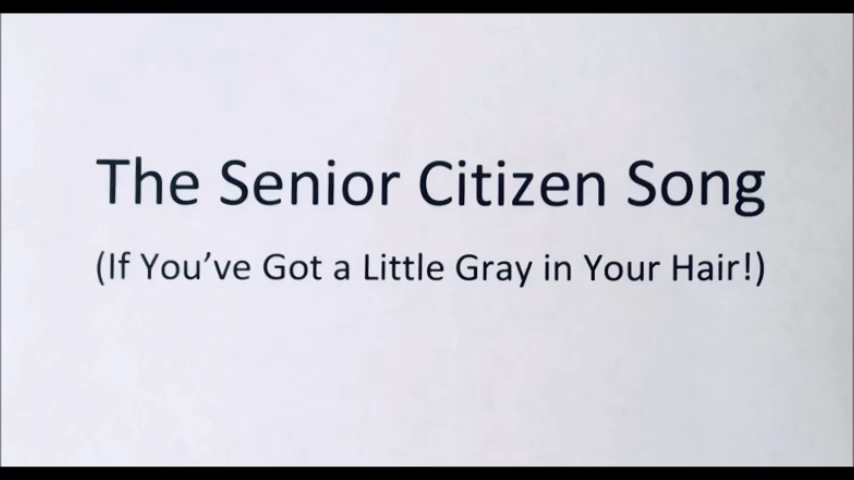 The Senior Citizen Song
(If You’ve Got a Little Gray in Your Hair!)